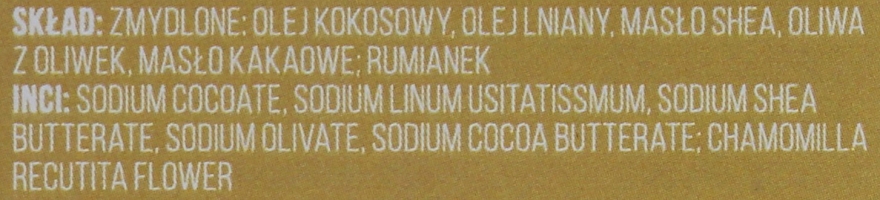 SKŁAD: ZMYDLONE: OLEJ KOKOSOWY, OLEJ LNIANY, MASŁO SHEA, OLIWA
Z OLIWEK, MASŁO KAKAOWE; RUMIANEK
INCI: SODIUM COCOATE, SODIUM LINUM USITATISSMUM, SODIUM SHEA
BUTTERATE, SODIUM OLIVATE, SODIUM COCOA BUTTERATE; CHAMOMILLA
RECUTITA FLOWER